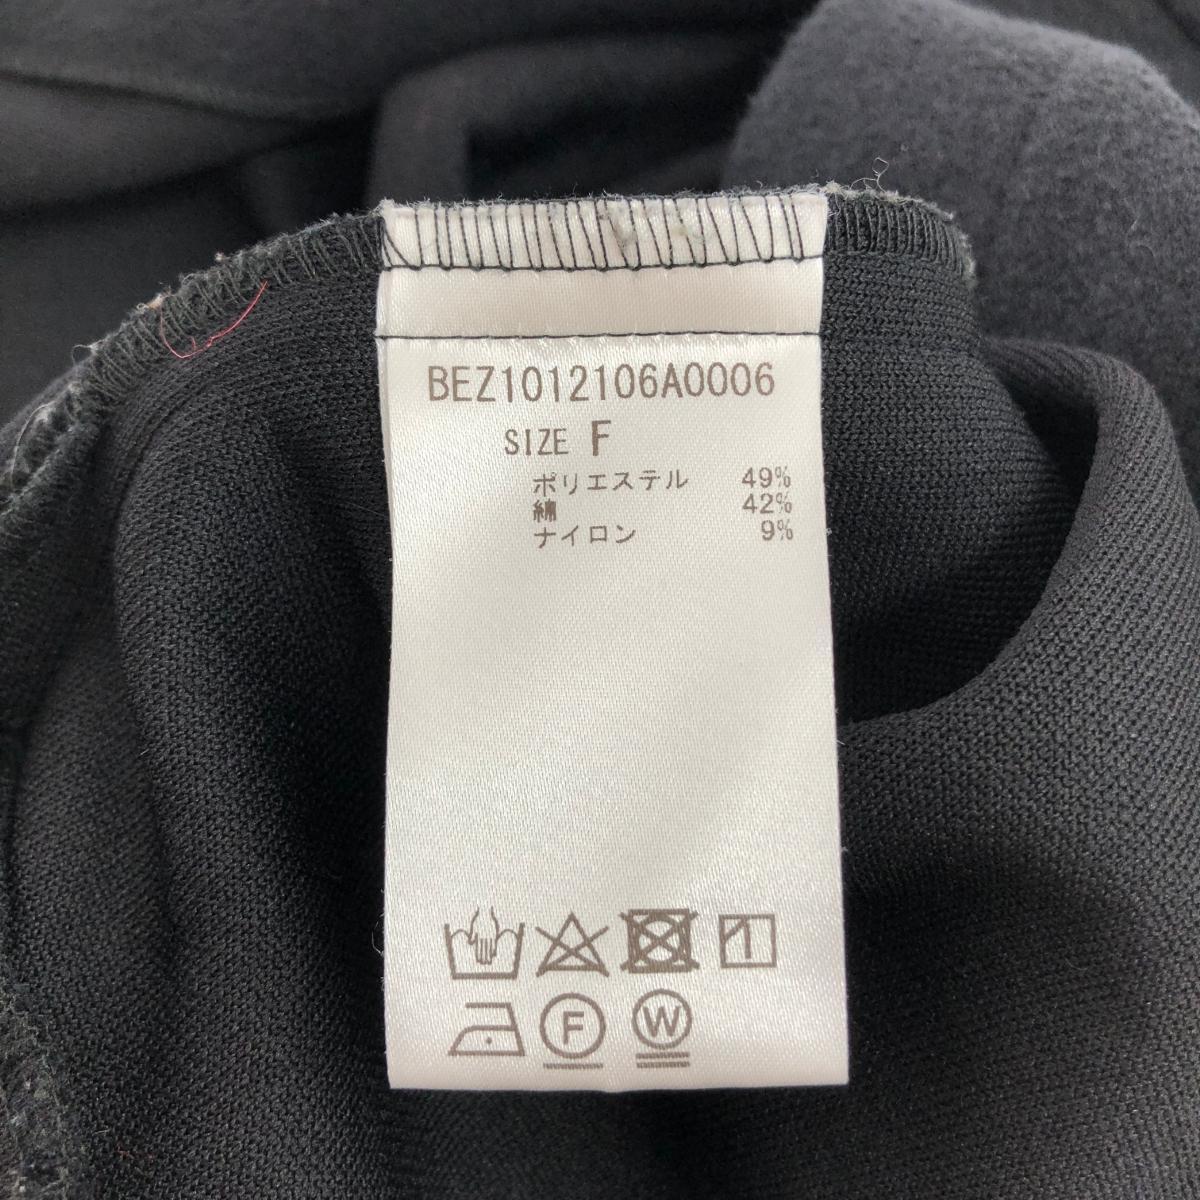 BEZ1012106A0006
SIZE F
ポリエステル 49%
綿 42%
ナイロン 9%
F W